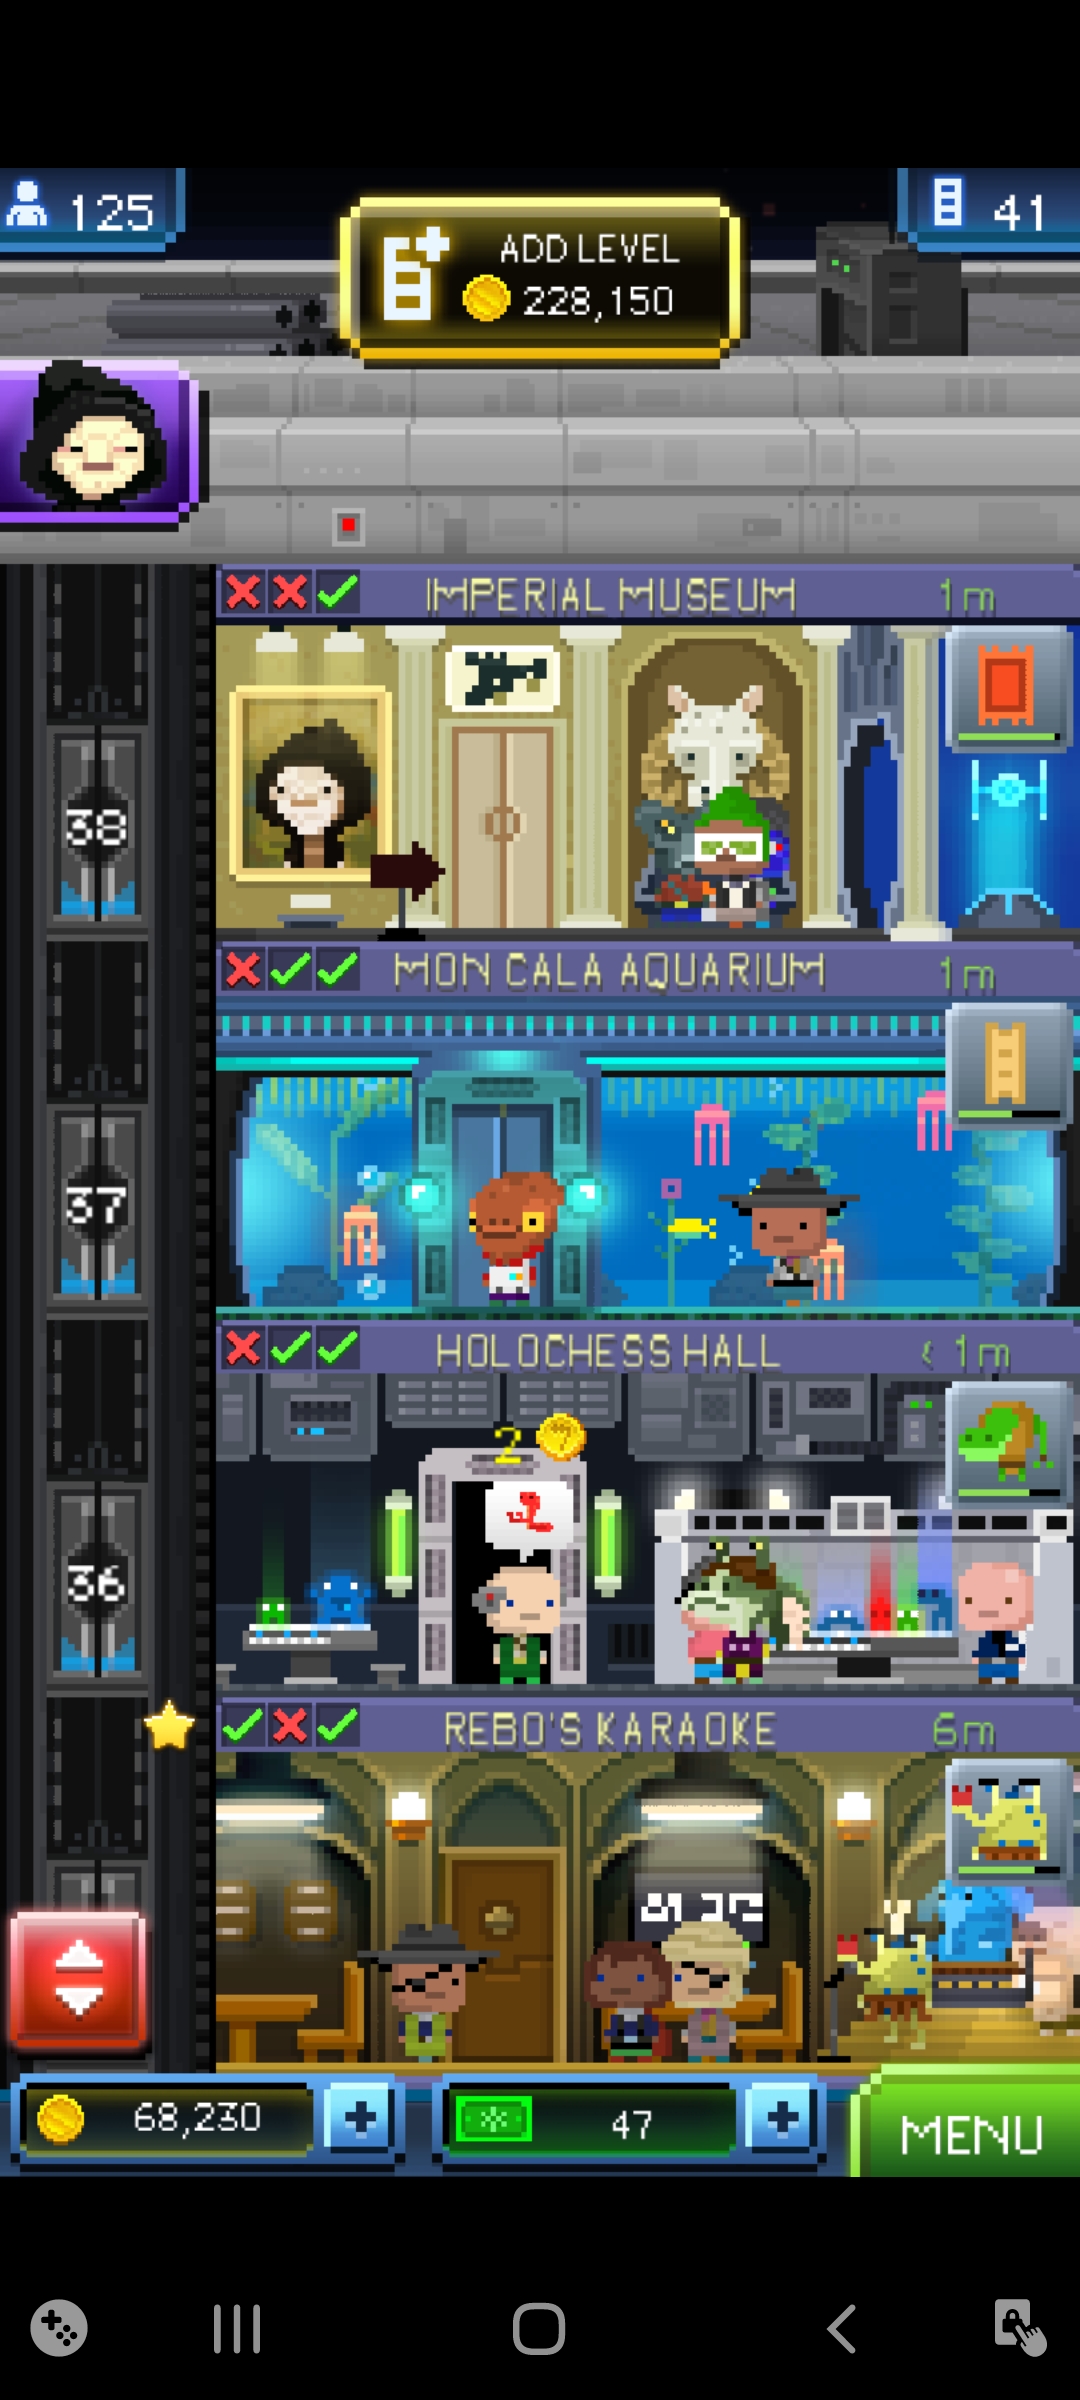 125
41
ADD LEVEL
228,150
IMPERIAL MUSEUM
1m
38
MON CALA AQUARIUM
1m
37
HOLOCHESS HALL
< 1m
2
36
REBO'S KARAOKE
6m
68,230
47
MENU